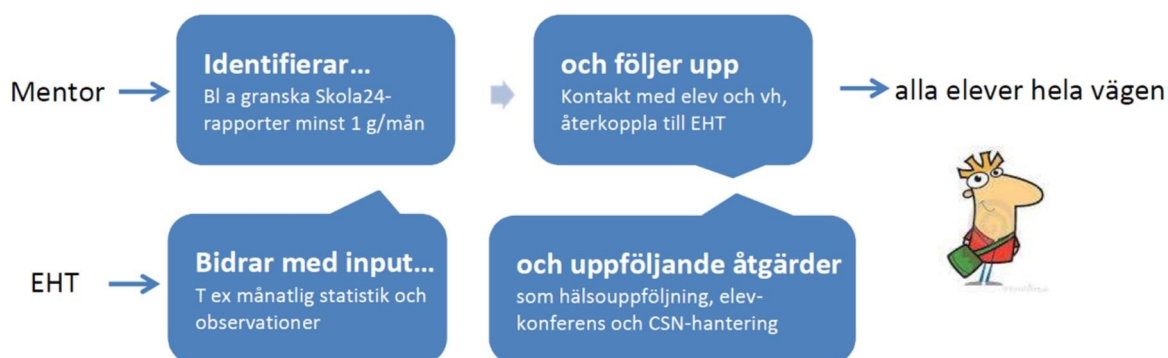 Mentor
Identifierar...
Bl a granska Skola24-
rapporter minst 1 g/mån
och följer upp
Kontakt med elev och vh,
återkoppla till EHT
alla elever hela vägen
EHT
Bidrar med input...
T ex månatlig statistik och
observationer
och uppföljande åtgärder
som hälsouppföljning, elev-
konferens och CSN-hantering